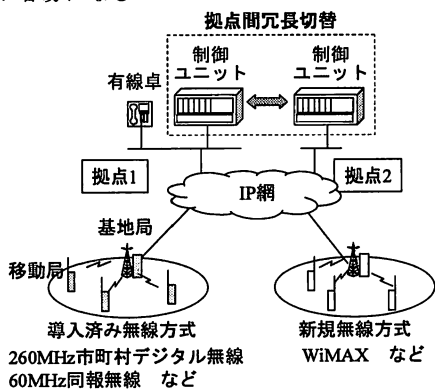 拠点間冗長切替
制御
ユニット
制御
ユニット
有線卓
拠点1
拠点2
IP網
基地局
移動局
導入済み無線方式
新規無線方式
260MHz市町村デジタル無線
WiMAX など
60MHz同報無線 など